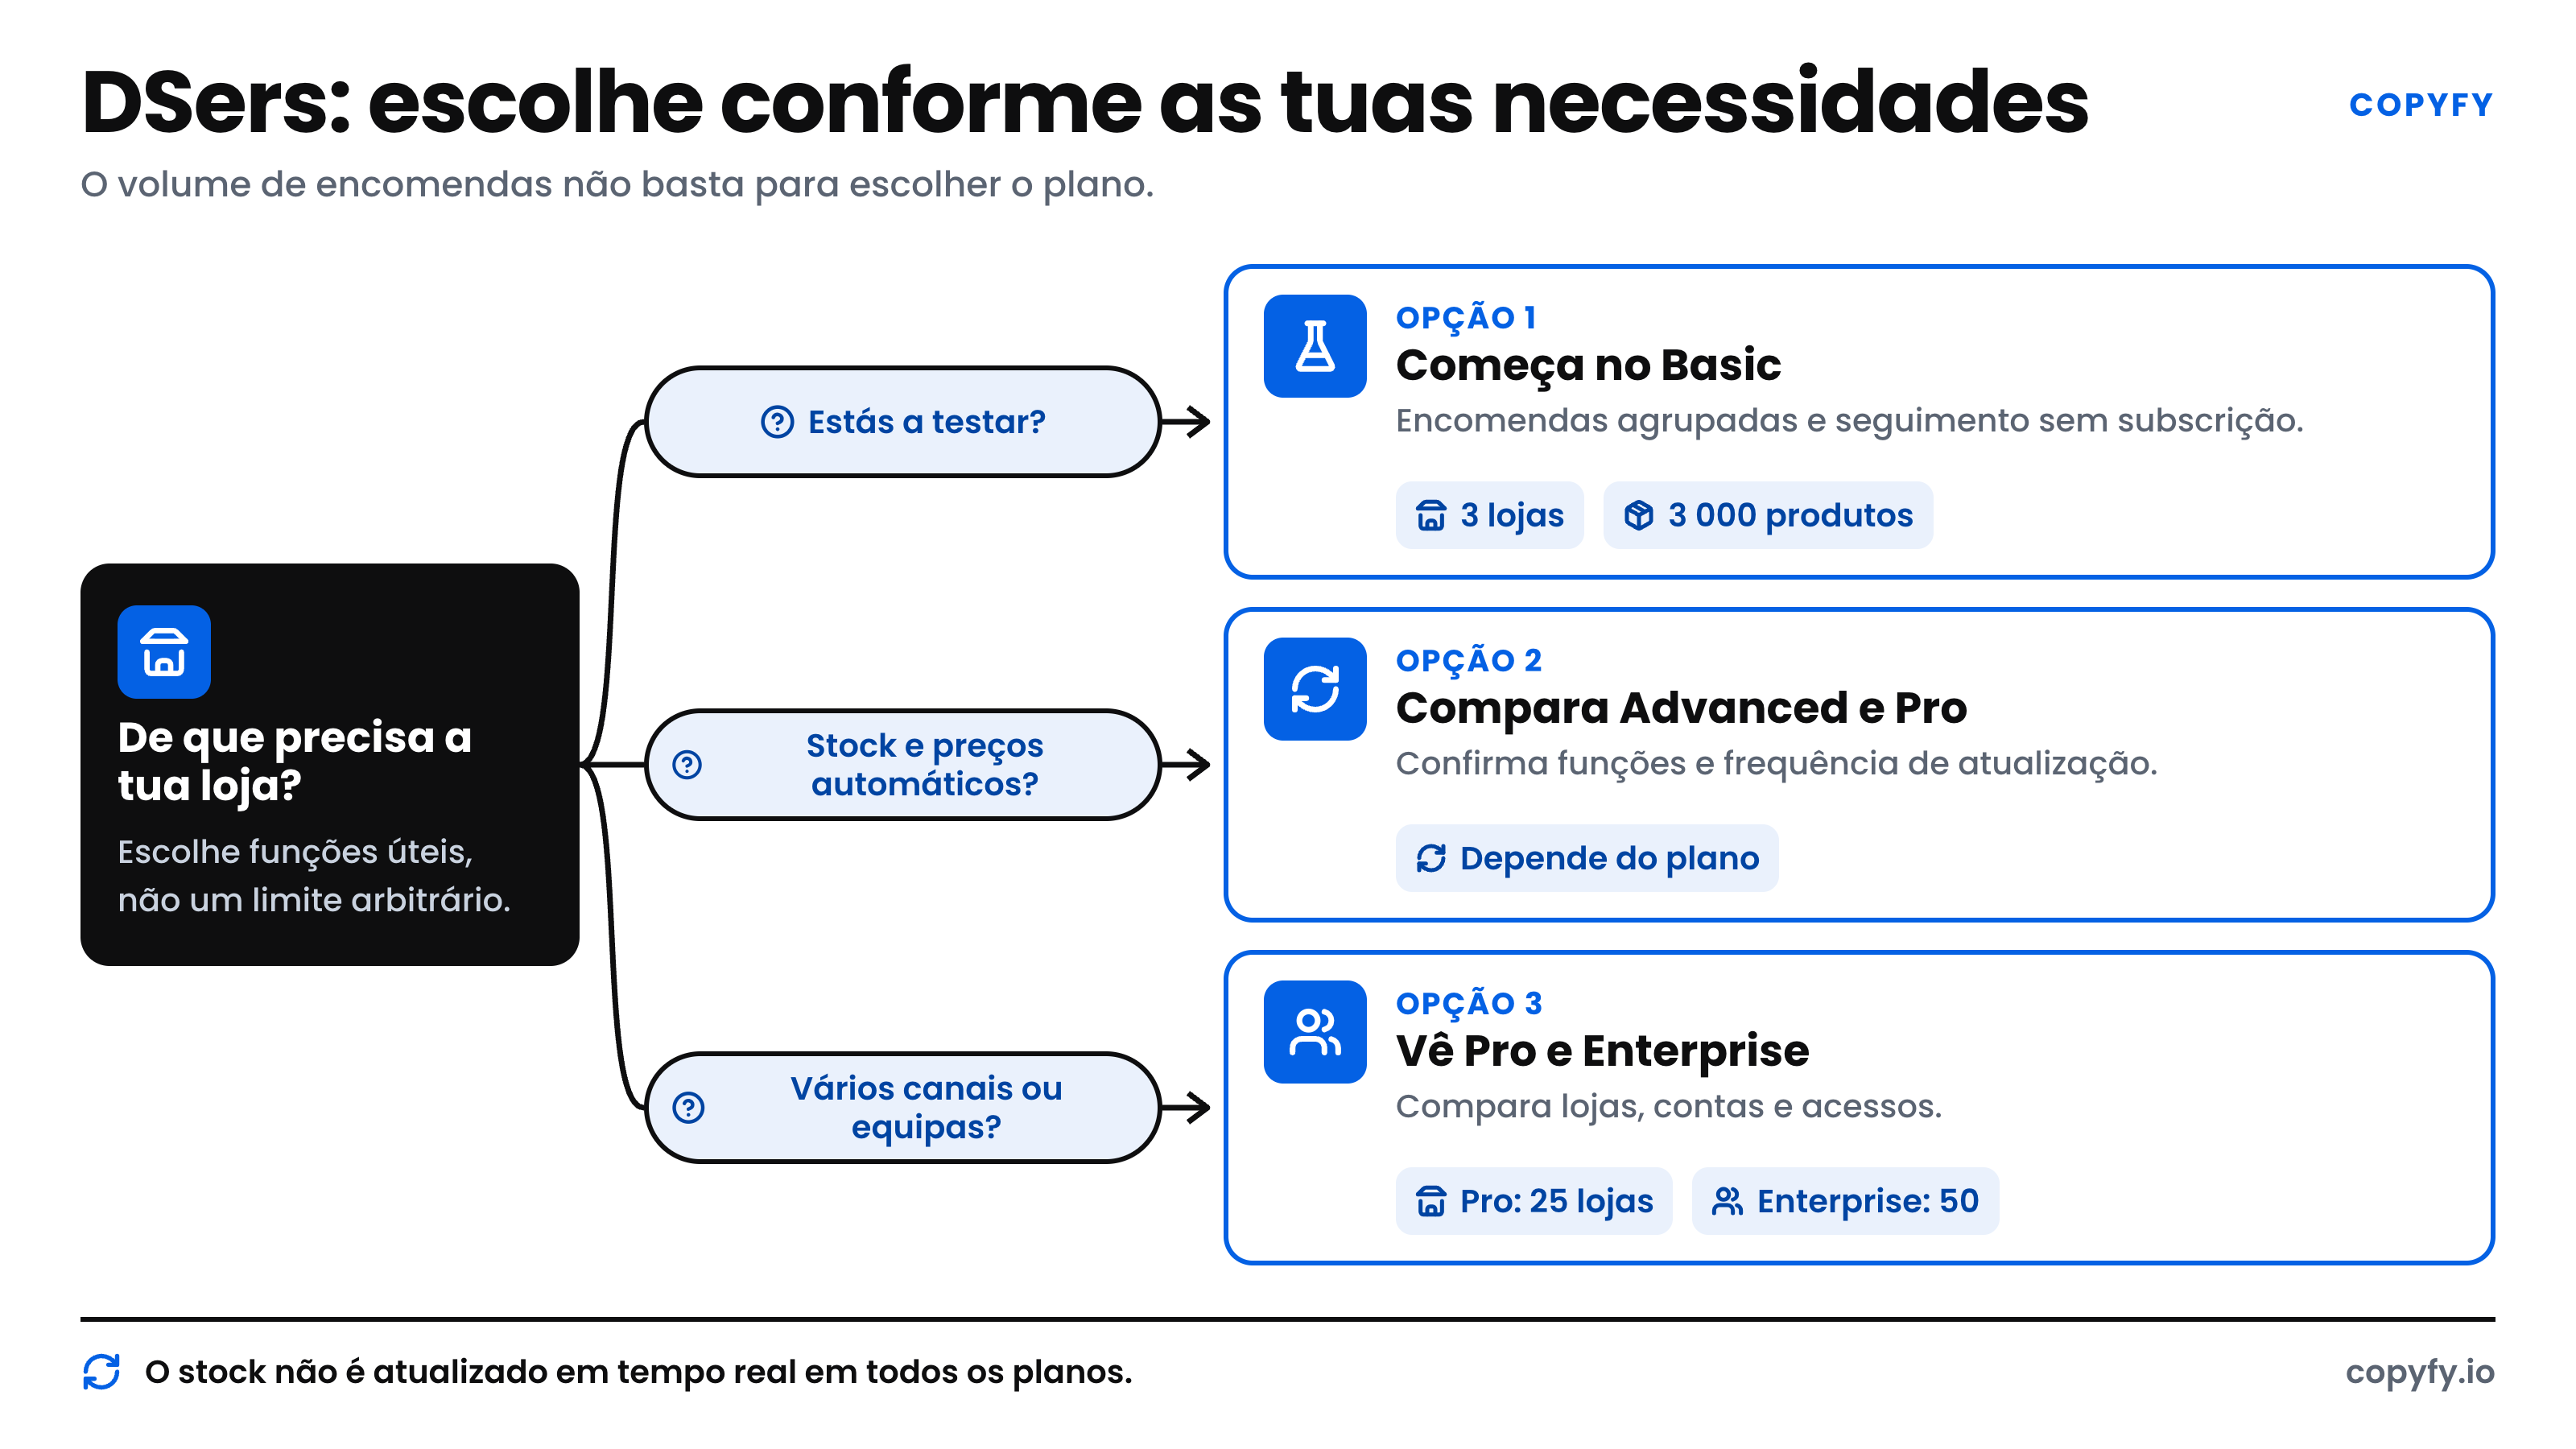 DSers: escolhe conforme as tuas necessidades
COPYFY
O volume de encomendas não basta para escolher o plano.
De que precisa a
tua loja?
Escolhe funções úteis,
não um limite arbitrário.
Estás a testar?
OPÇÃO 1
Começa no Basic
Encomendas agrupadas e seguimento sem subscrição.
3 lojas
3 000 produtos
Stock e preços
automáticos?
OPÇÃO 2
Compara Advanced e Pro
Confirma funções e frequência de atualização.
Depende do plano
Vários canais ou
equipas?
OPÇÃO 3
Vê Pro e Enterprise
Compara lojas, contas e acessos.
Pro: 25 lojas
Enterprise: 50
O stock não é atualizado em tempo real em todos os planos.
copyfy.io